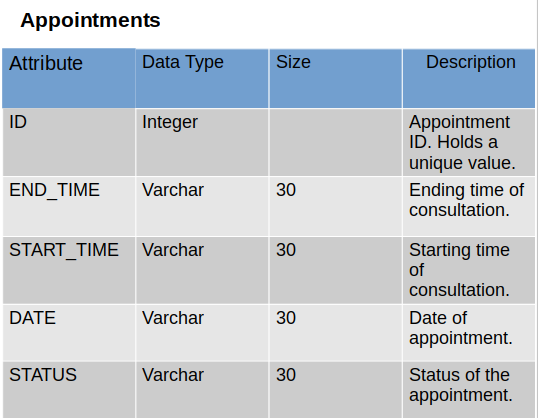 Appointments
Attribute Data Type Size Description
ID Integer Appointment
ID. Holds a
unique value.
END_TIME Varchar 30 Ending time of
consultation.
START_TIME Varchar 30 Starting time
of
consultation.
DATE Varchar 30 Date of
appointment.
STATUS Varchar 30 Status of the
appointment.